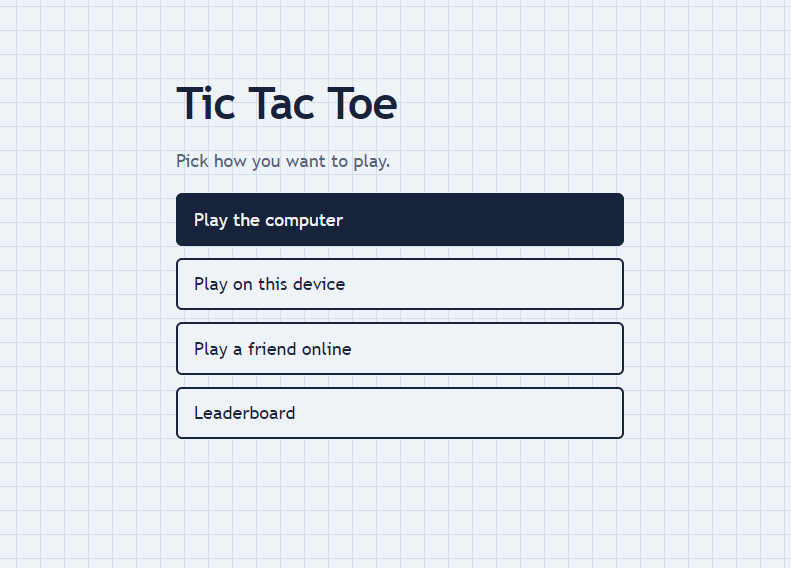 Tic Tac Toe
Pick how you want to play.
Play the computer
Play on this device
Play a friend online
Leaderboard